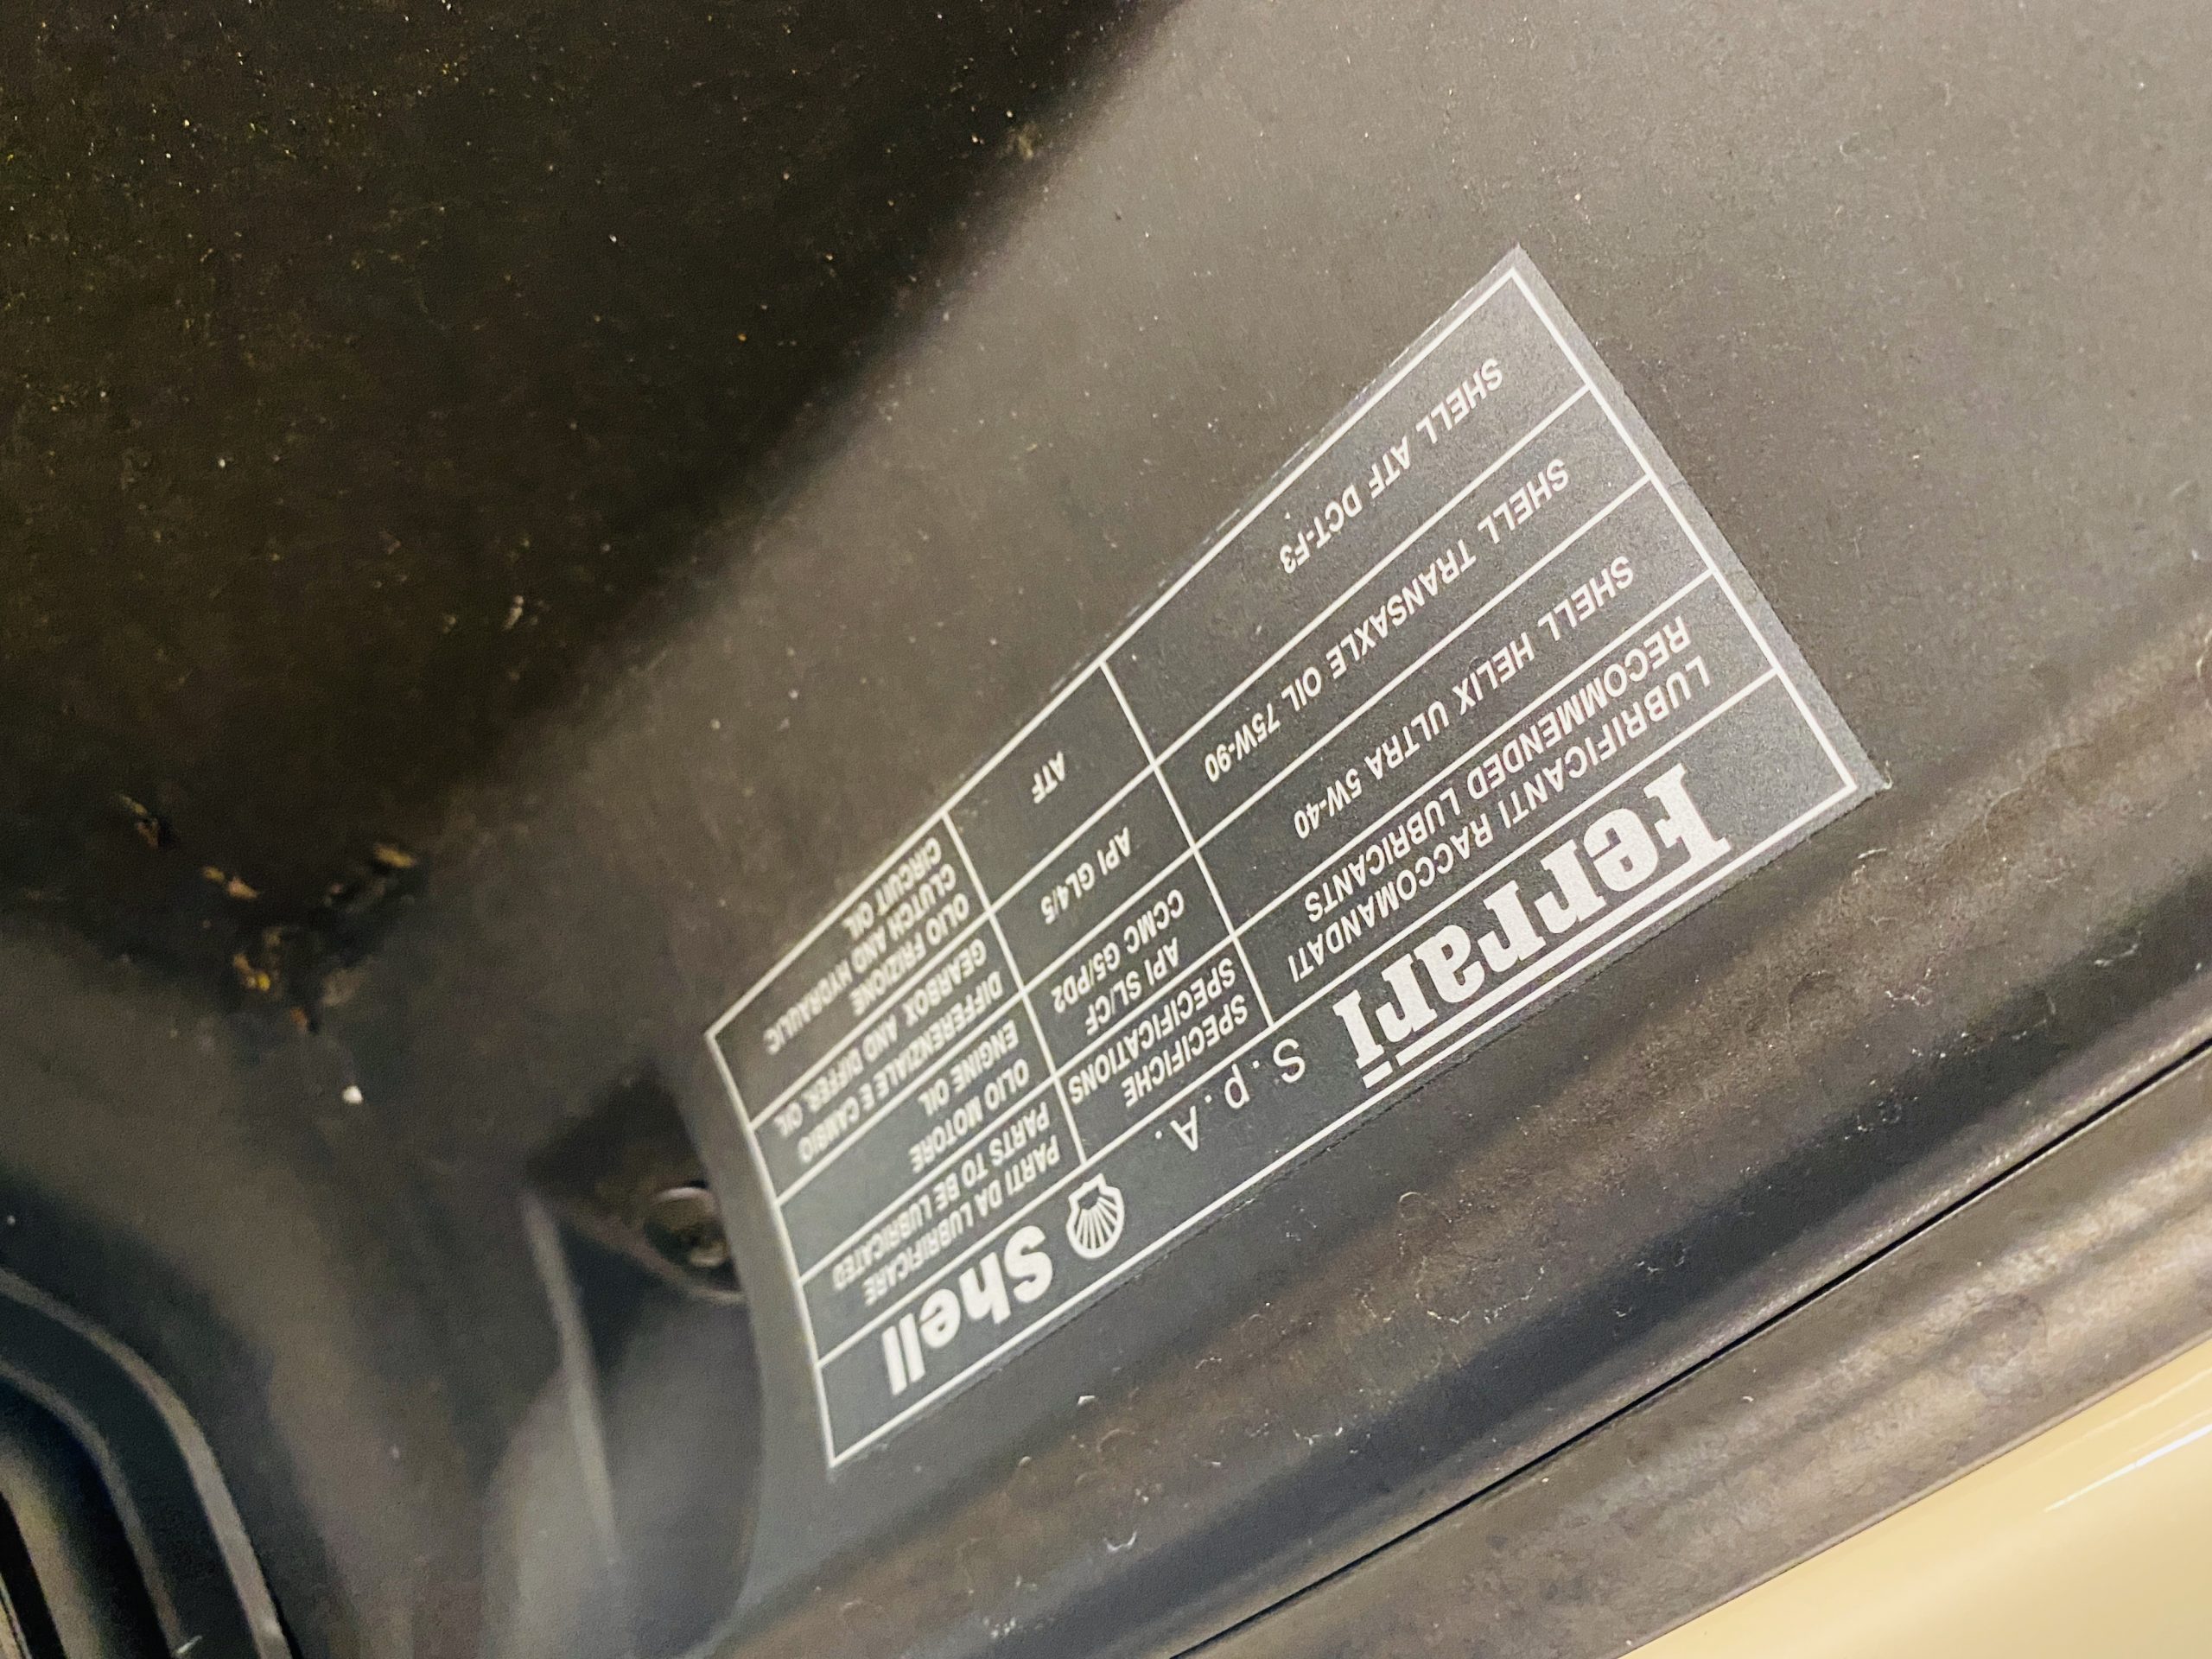 Ferrari S.p.A. Shell
LUBRIFICANTI RACCOMANDATI
RECOMMENDED LUBRICANTS
SPECIFICHE
SPECIFICATIONS
PARTI DA LUBRIFICARE
PARTS TO BE LUBRICATED
SHELL HELIX ULTRA 5W-40
API SL/CF
CCMC G5/PD2
OLIO MOTORE
ENGINE OIL
SHELL TRANSAXLE OIL 75W-90
API GL4/5
DIFFERENZIALE E CAMBIO
GEARBOX AND DIFFER. OIL
SHELL ATF DCT-F3
ATF
OLIO FRIZIONE
CLUTCH AND HYDRAULIC
CIRCUIT OIL